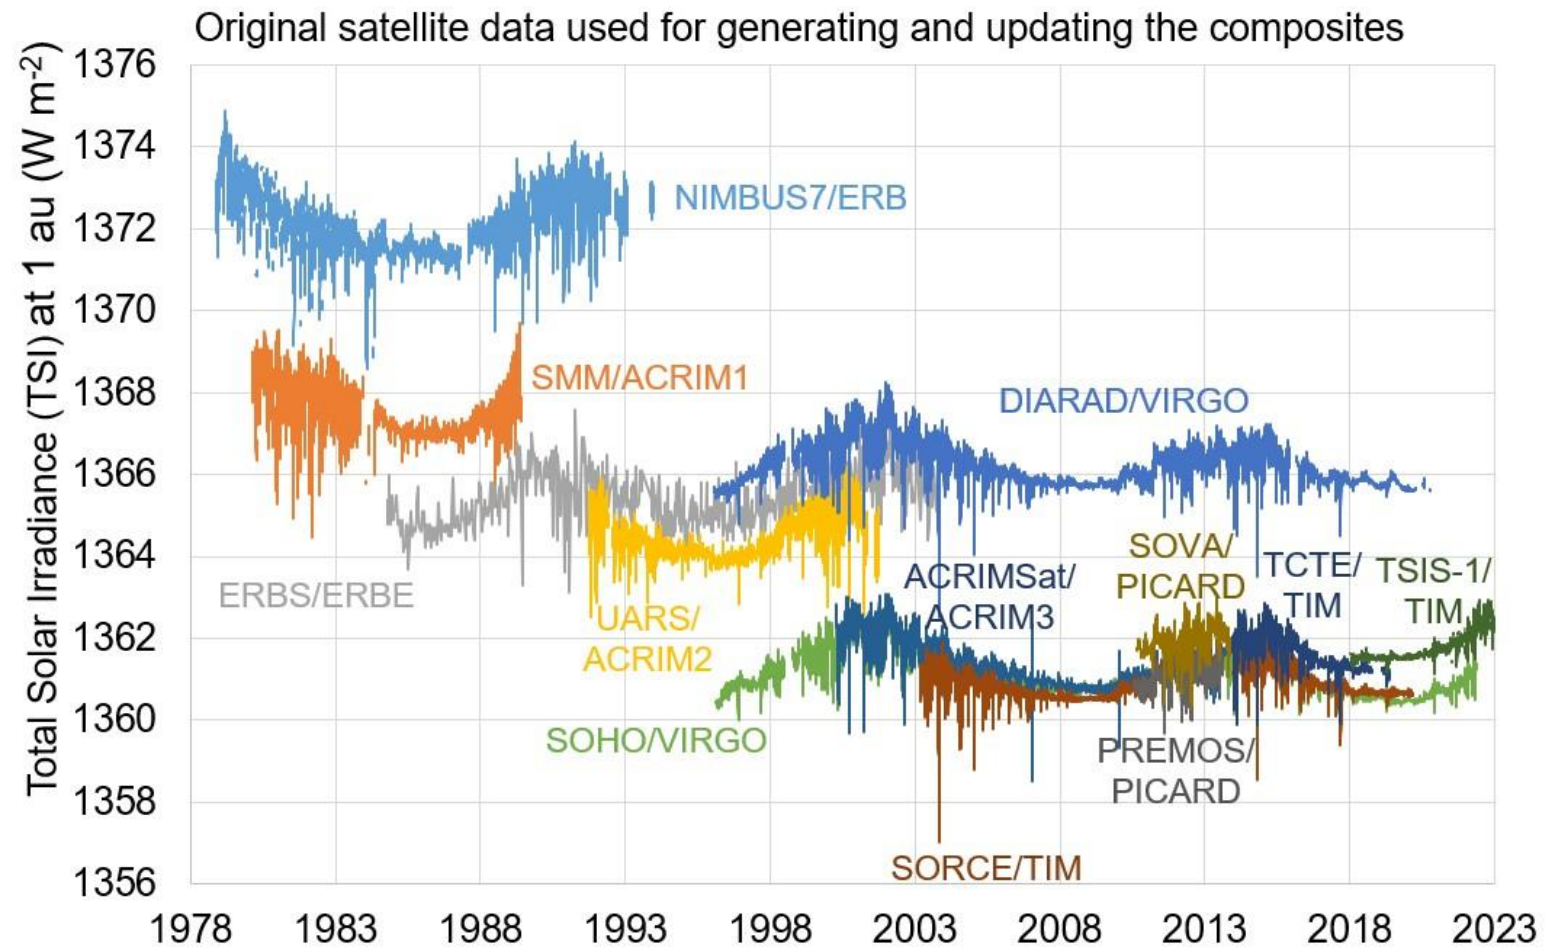 Original satellite data used for generating and updating the composites
Total Solar Irradiance (TSI) at 1 au (W m-2)
1376
1374
1372
1370
1368
1366
1364
1362
1360
1358
1356
NIMBUS7/ERB
SMM/ACRIM1
DIARAD/VIRGO
ERBS/ERBE
UARS/
ACRIM2
ACRIMSat/
ACRIM3
SOVA/
PICARD
TCTE/
TIM
TSIS-1/
TIM
SOHO/VIRGO
PREMOS/
PICARD
SORCE/TIM
1978
1983
1988
1993
1998
2003
2008
2013
2018
2023